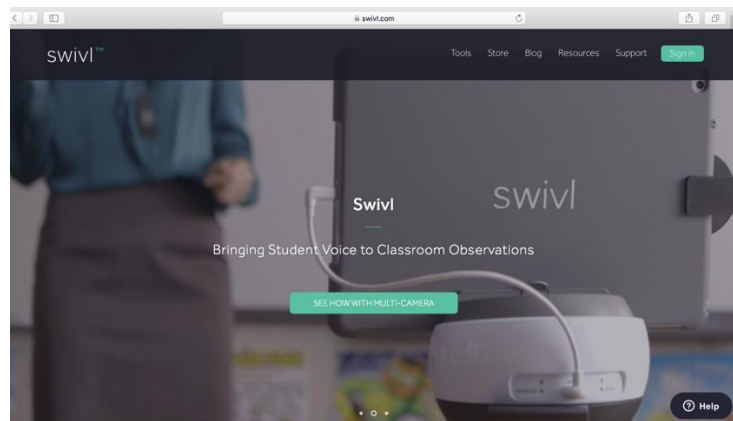 swivl.com
swivl™
Tools Store Blog Resources Support Sign In
swivl
Swivl
Bringing Student Voice to Classroom Observations
SEE HOW WITH MULTI-CAMERA
Help